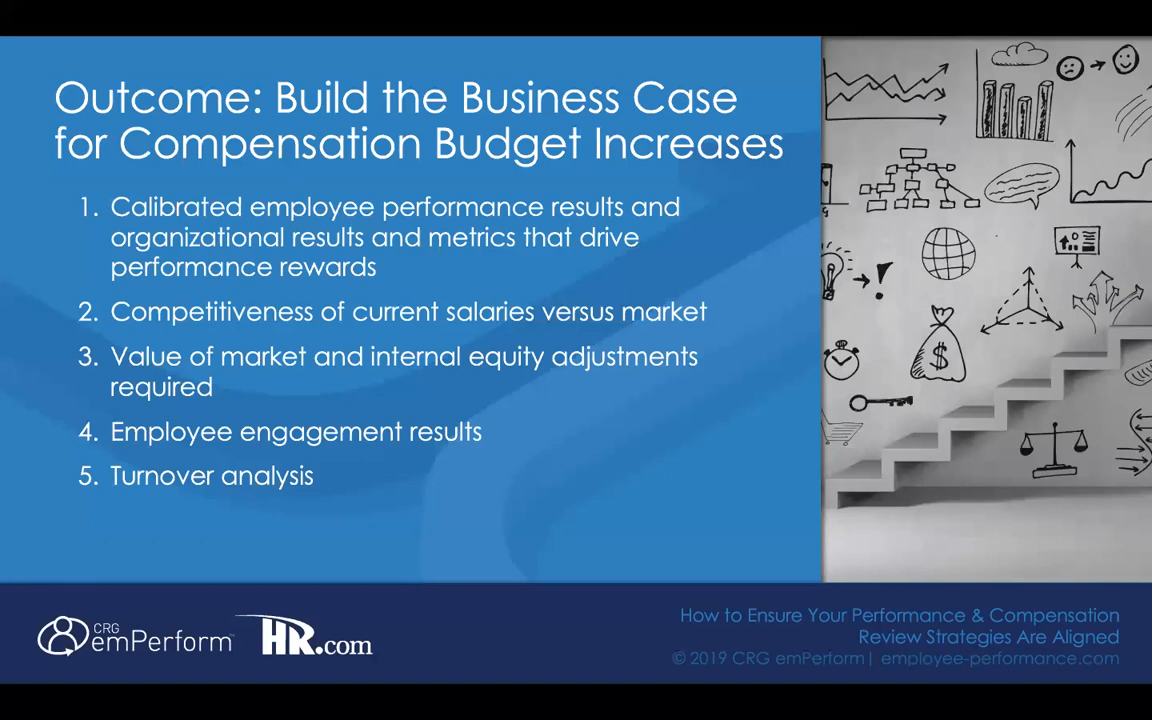 Outcome: Build the Business Case
for Compensation Budget Increases
1. Calibrated employee performance results and
organizational results and metrics that drive
performance rewards
2. Competitiveness of current salaries versus market
3. Value of market and internal equity adjustments
required
4. Employee engagement results
5. Turnover analysis
$
CRG
emPerform™
HR.com
How to Ensure Your Performance & Compensation
Review Strategies Are Aligned
© 2019 CRG emPerform| employee-performance.com